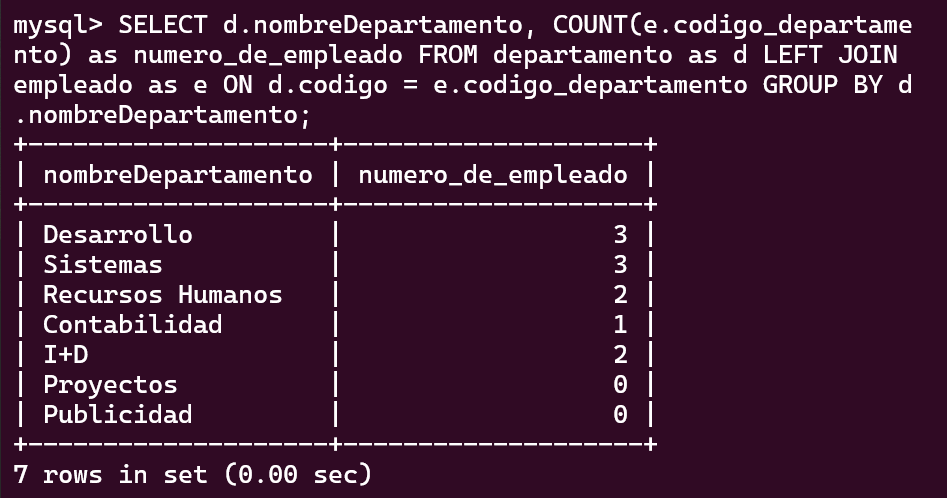 mysql> SELECT d.nombreDepartamento, COUNT(e.codigo_departame
nto) as numero_de_empleado FROM departamento as d LEFT JOIN
empleado as e ON d.codigo = e.codigo_departamento GROUP BY d
.nombreDepartamento;
+--------------------+--------------------+
| nombreDepartamento | numero_de_empleado |
+--------------------+--------------------+
| Desarrollo         |                  3 |
| Sistemas           |                  3 |
| Recursos Humanos   |                  2 |
| Contabilidad       |                  1 |
| I+D                |                  2 |
| Proyectos          |                  0 |
| Publicidad         |                  0 |
+--------------------+--------------------+
7 rows in set (0.00 sec)